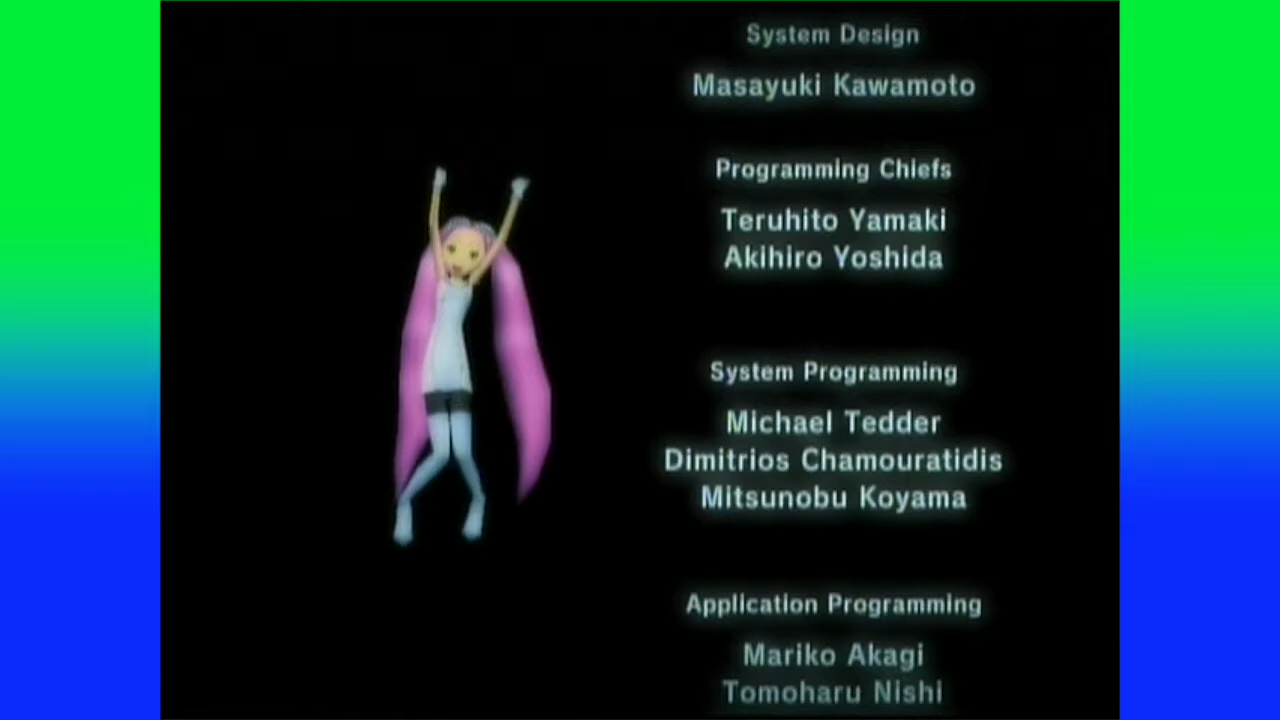 System Design
Masayuki Kawamoto
Programming Chiefs
Teruhito Yamaki
Akihiro Yoshida
System Programming
Michael Tedder
Dimitrios Chamouratidis
Mitsunobu Koyama
Application Programming
Mariko Akagi
Tomoharu Nishi